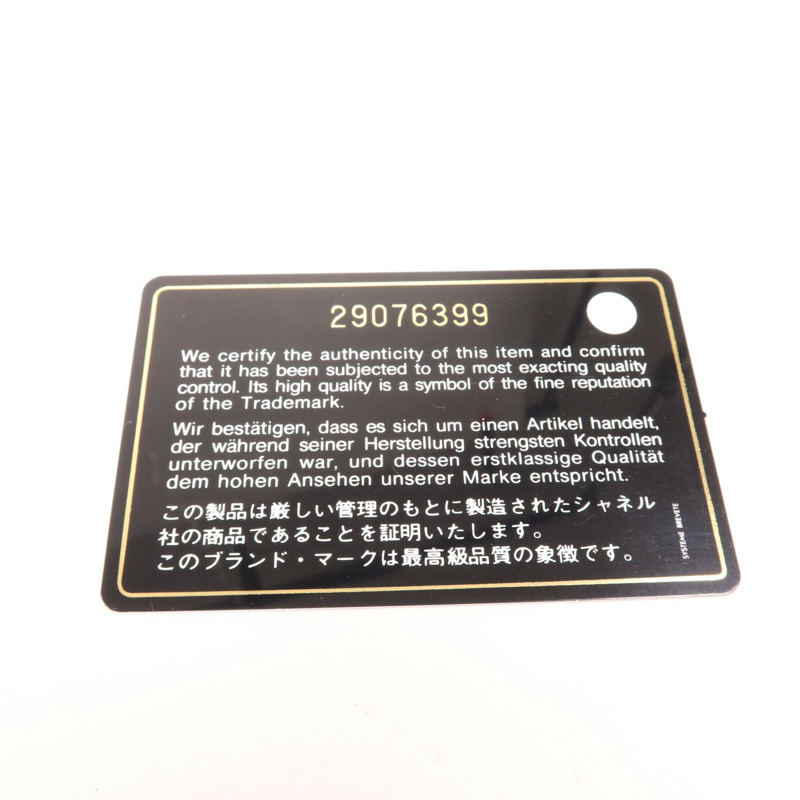 29076399
We certify the authenticity of this item and confirm
that it has been subjected to the most exacting quality
control. Its high quality is a symbol of the fine reputation
of the Trademark.
Wir bestätigen, dass es sich um einen Artikel handelt,
der während seiner Herstellung strengsten Kontrollen
unterworfen war, und dessen erstklassige Qualität
dem hohen Ansehen unserer Marke entspricht.
この製品は厳しい管理のもとに製造されたシャネル
社の商品であることを証明いたします。
このブランド・マークは最高級品質の象徴です。
SYSTEME BREVETE